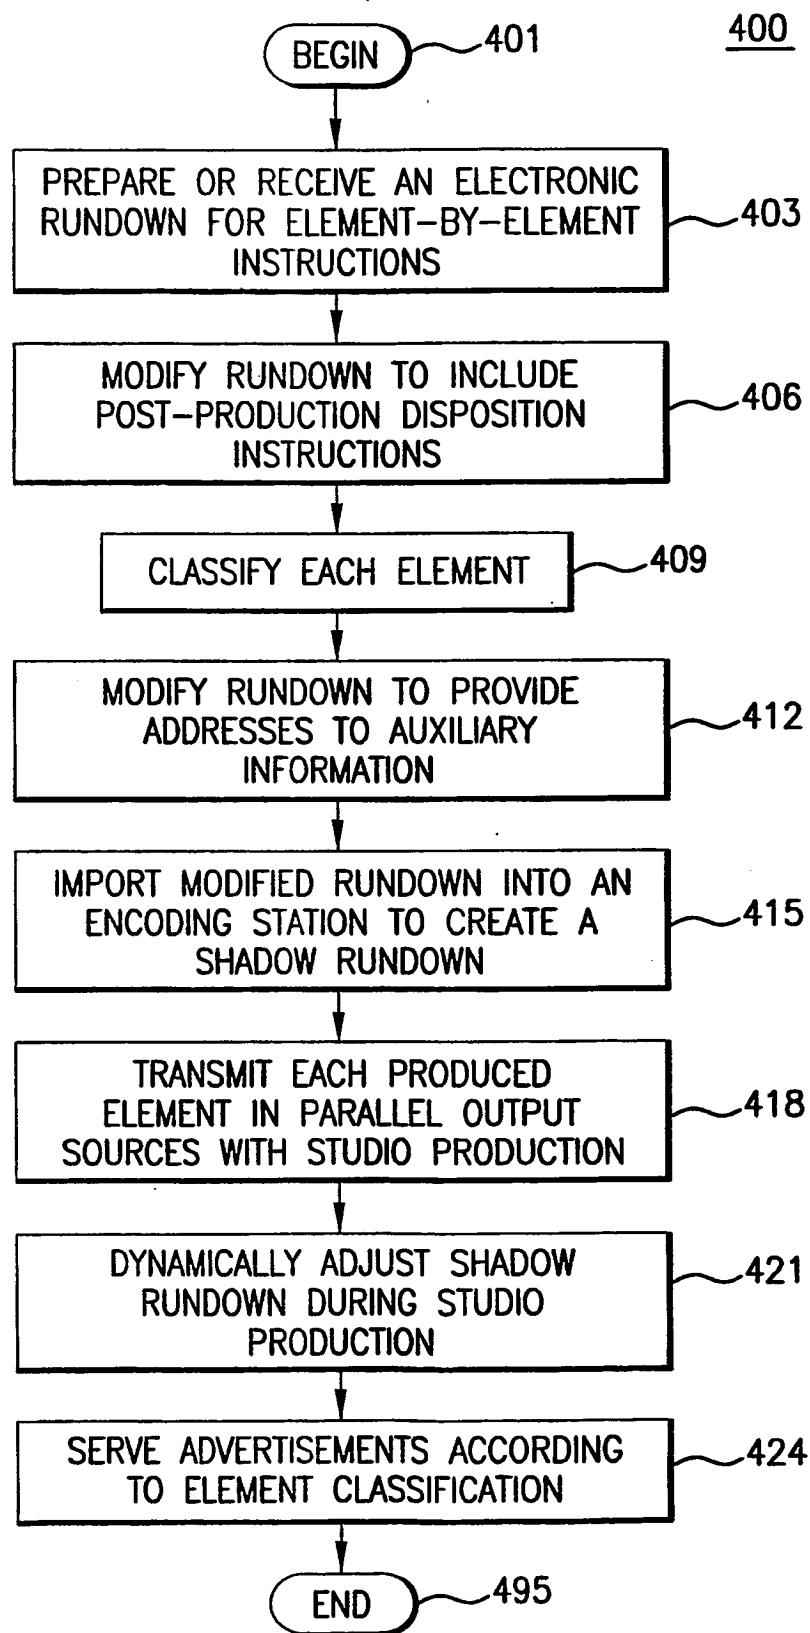 400
BEGIN
401
PREPARE OR RECEIVE AN ELECTRONIC
RUNDOWN FOR ELEMENT-BY-ELEMENT
INSTRUCTIONS
403
MODIFY RUNDOWN TO INCLUDE
POST-PRODUCTION DISPOSITION
INSTRUCTIONS
406
CLASSIFY EACH ELEMENT
409
MODIFY RUNDOWN TO PROVIDE
ADDRESSES TO AUXILIARY
INFORMATION
412
IMPORT MODIFIED RUNDOWN INTO AN
ENCODING STATION TO CREATE A
SHADOW RUNDOWN
415
TRANSMIT EACH PRODUCED
ELEMENT IN PARALLEL OUTPUT
SOURCES WITH STUDIO PRODUCTION
418
DYNAMICALLY ADJUST SHADOW
RUNDOWN DURING STUDIO
PRODUCTION
421
SERVE ADVERTISEMENTS ACCORDING
TO ELEMENT CLASSIFICATION
424
END
495